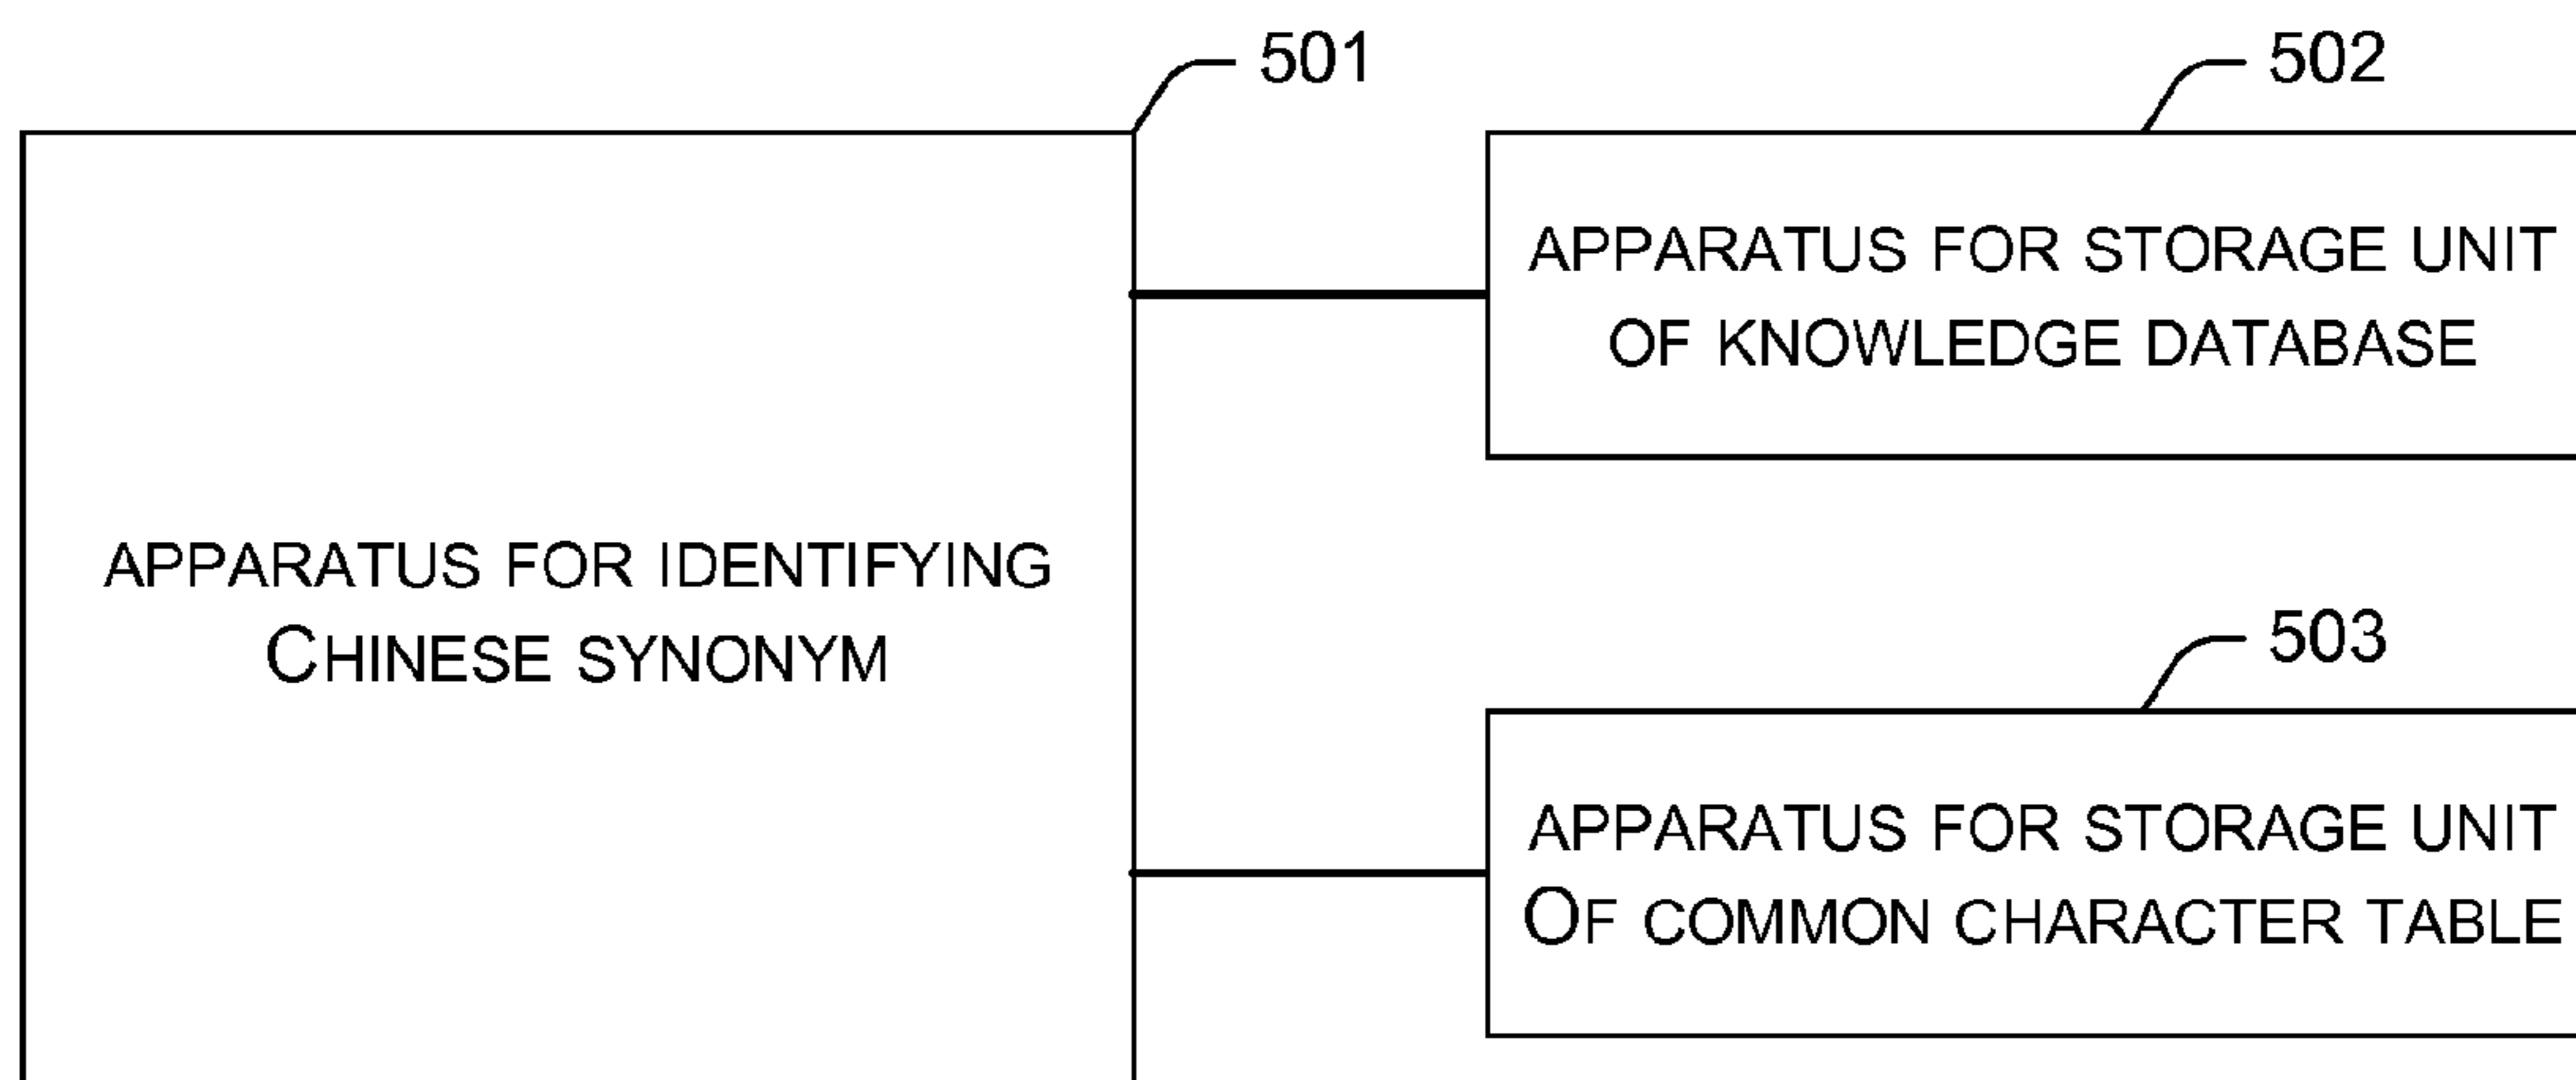 501
502
APPARATUS FOR STORAGE UNIT
OF KNOWLEDGE DATABASE
APPARATUS FOR IDENTIFYING
CHINESE SYNONYM
503
APPARATUS FOR STORAGE UNIT
OF COMMON CHARACTER TABLE